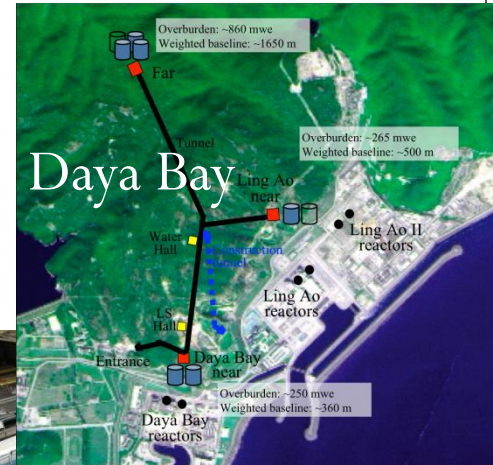 Overburden: ~860 mwe
Weighted baseline: ~1650 m
Far
Tunnel
Overburden: ~265 mwe
Weighted baseline: ~500 m
Daya Bay
Ling Ao
near
Ling Ao II
reactors
Water
Hall
Construction
tunnel
Ling Ao
reactors
LS
Hall
Entrance
Daya Bay
near
Overburden: ~250 mwe
Weighted baseline: ~360 m
Daya Bay
reactors